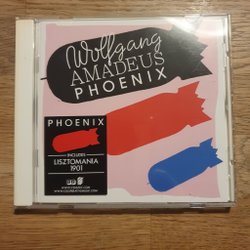 Wolfgang
AMADEUS
PHOENIX
PHOENIX
INCLUDES
LISZTOMANIA
1901